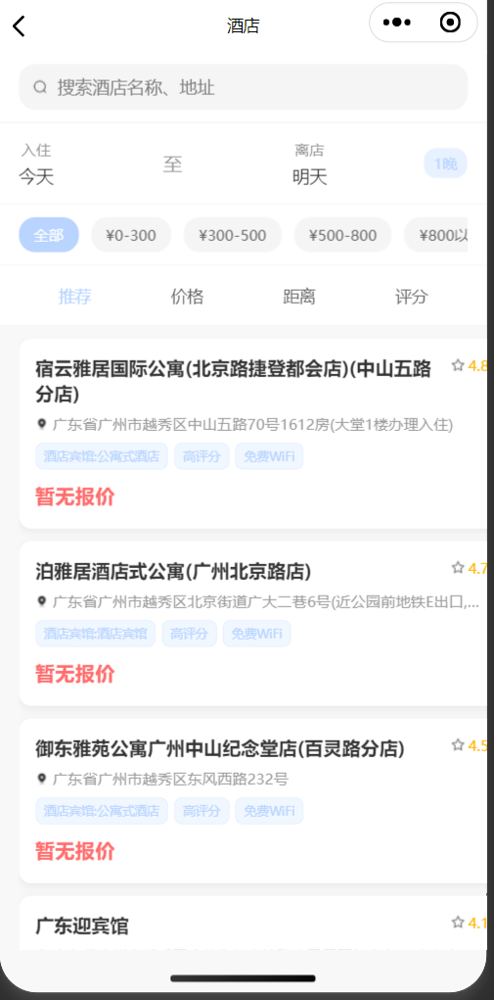 酒店
搜索酒店名称、地址
入住
离店
今天
至
明天
1晚
全部
¥0-300
¥300-500
¥500-800
¥800以
推荐
价格
距离
评分
宿云雅居国际公寓(北京路捷登都会店)(中山五路
分店)
4.8
广东省广州市越秀区中山五路70号1612房(大堂1楼办理入住)
酒店宾馆;公寓式酒店
高评分
免费WiFi
暂无报价
泊雅居酒店式公寓(广州北京路店)
4.7
广东省广州市越秀区北京街道广大二巷6号(近公园前地铁E出口,...
酒店宾馆;酒店宾馆
高评分
免费WiFi
暂无报价
御东雅苑公寓广州中山纪念堂店(百灵路分店)
4.5
广东省广州市越秀区东风西路232号
酒店宾馆;公寓式酒店
高评分
免费WiFi
暂无报价
广东迎宾馆
4.1